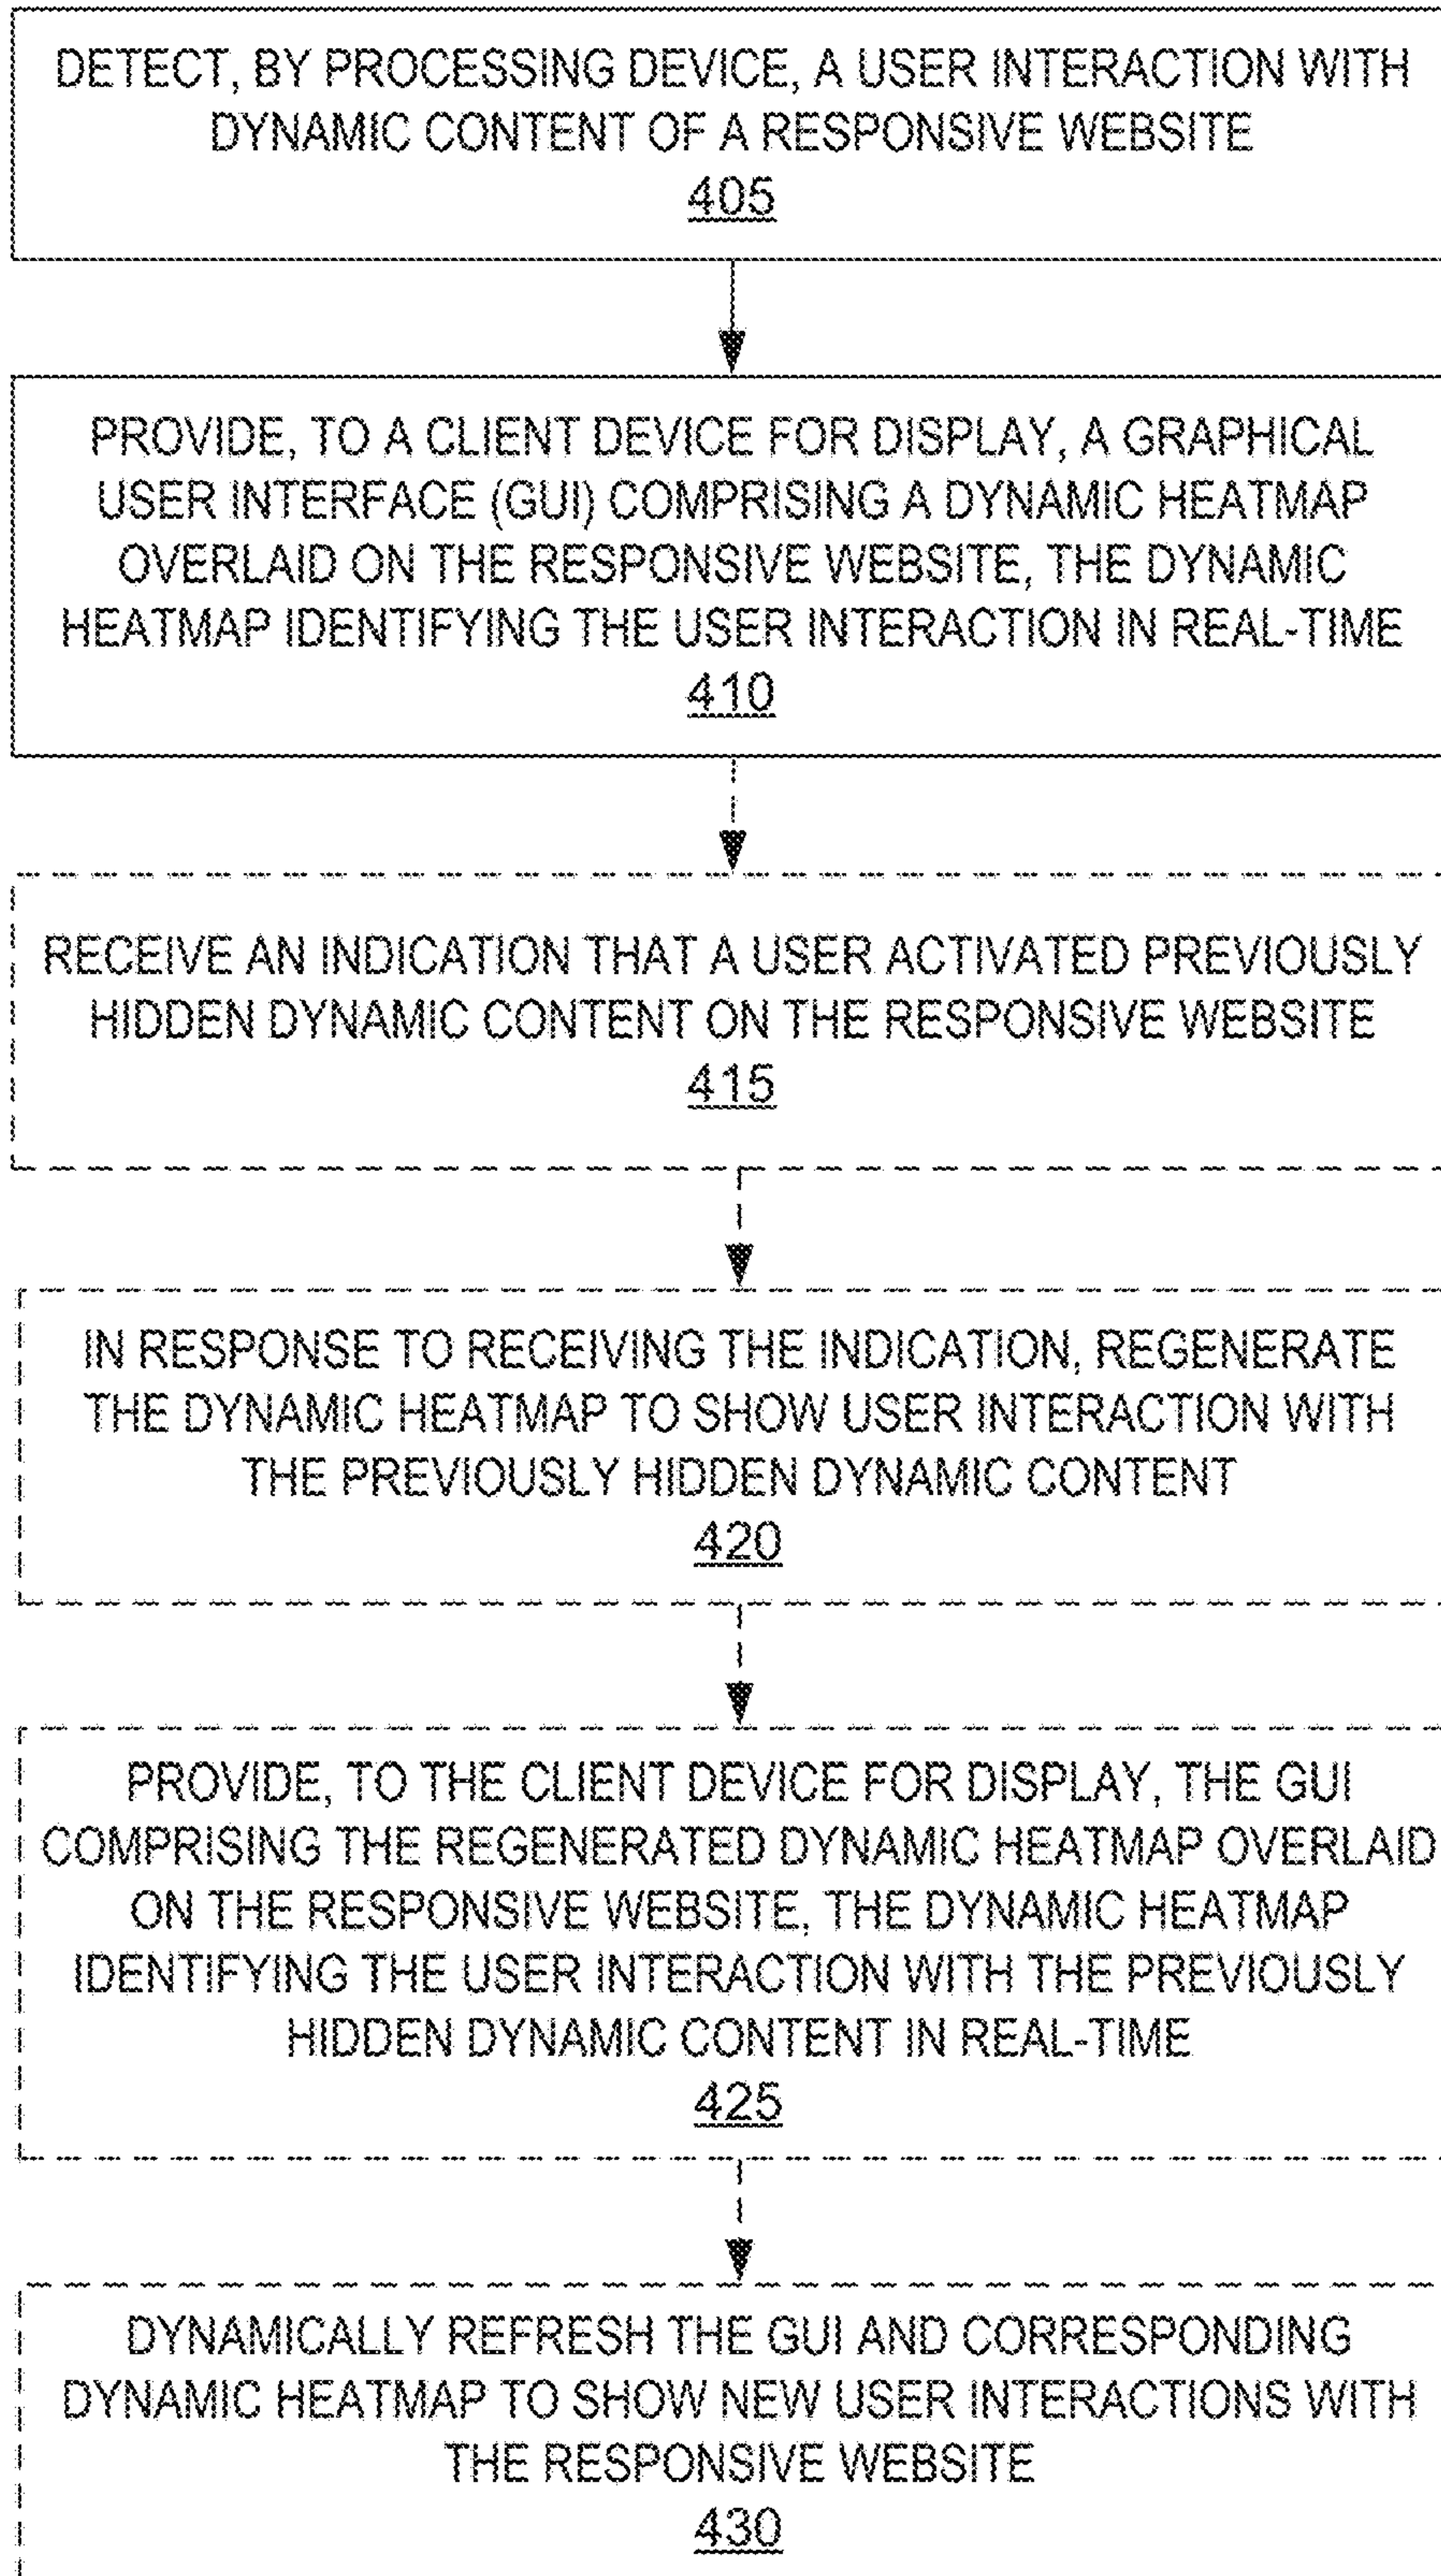 DETECT, BY PROCESSING DEVICE, A USER INTERACTION WITH
DYNAMIC CONTENT OF A RESPONSIVE WEBSITE
405
PROVIDE, TO A CLIENT DEVICE FOR DISPLAY, A GRAPHICAL
USER INTERFACE (GUI) COMPRISING A DYNAMIC HEATMAP
OVERLAID ON THE RESPONSIVE WEBSITE, THE DYNAMIC
HEATMAP IDENTIFYING THE USER INTERACTION IN REAL-TIME
410
RECEIVE AN INDICATION THAT A USER ACTIVATED PREVIOUSLY
HIDDEN DYNAMIC CONTENT ON THE RESPONSIVE WEBSITE
415
IN RESPONSE TO RECEIVING THE INDICATION, REGENERATE
THE DYNAMIC HEATMAP TO SHOW USER INTERACTION WITH
THE PREVIOUSLY HIDDEN DYNAMIC CONTENT
420
PROVIDE, TO THE CLIENT DEVICE FOR DISPLAY, THE GUI
COMPRISING THE REGENERATED DYNAMIC HEATMAP OVERLAID
ON THE RESPONSIVE WEBSITE, THE DYNAMIC HEATMAP
IDENTIFYING THE USER INTERACTION WITH THE PREVIOUSLY
HIDDEN DYNAMIC CONTENT IN REAL-TIME
425
DYNAMICALLY REFRESH THE GUI AND CORRESPONDING
DYNAMIC HEATMAP TO SHOW NEW USER INTERACTIONS WITH
THE RESPONSIVE WEBSITE
430